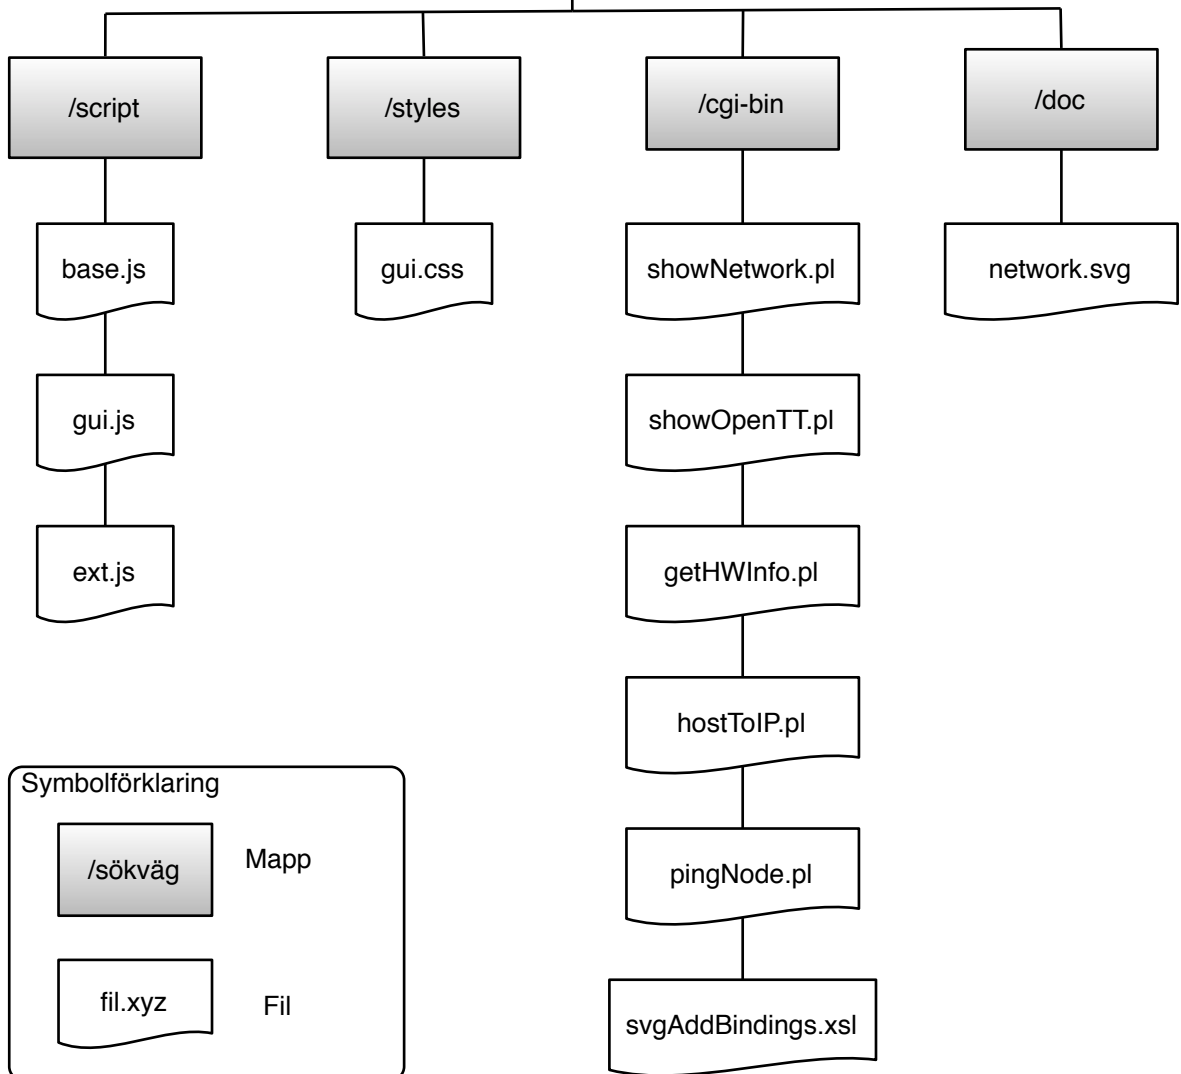 /script
/styles
/cgi-bin
/doc
base.js
gui.css
showNetwork.pl
network.svg
gui.js
showOpenTT.pl
ext.js
getHWInfo.pl
hostToIP.pl
pingNode.pl
svgAddBindings.xsl
Symbolförklaring
/sökväg
Mapp
fil.xyz
Fil